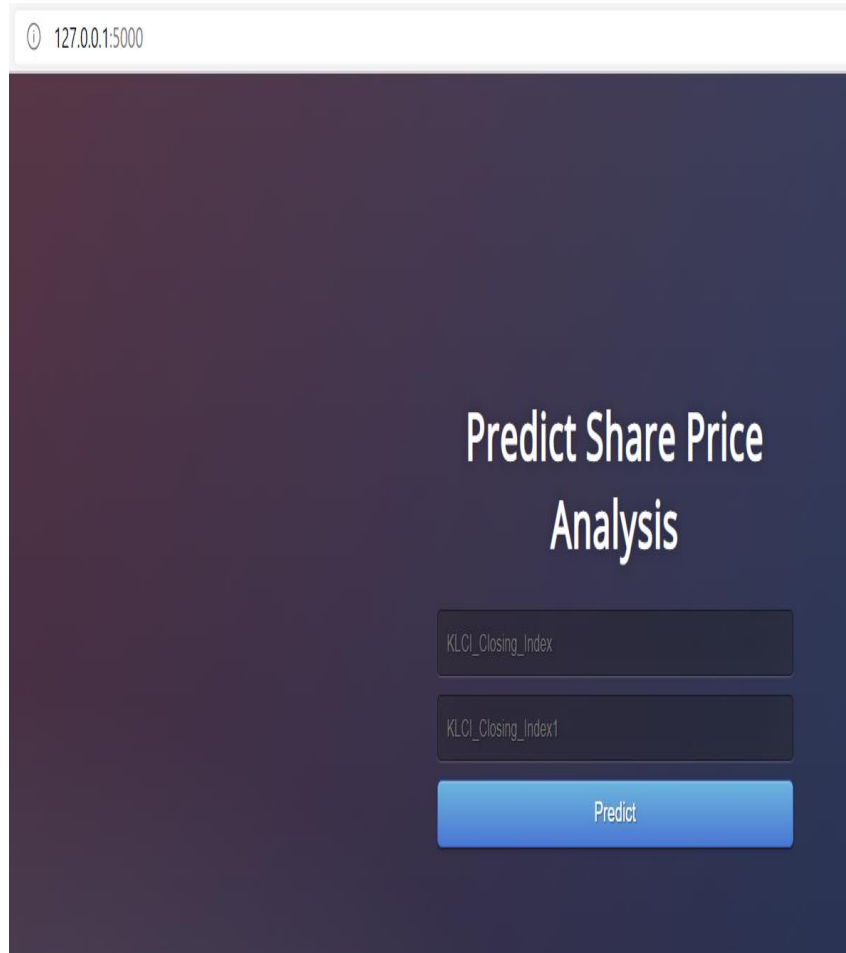 127.0.0.1:5000
Predict Share Price
Analysis
KLCI_Closing_Index
KLCI_Closing_Index1
Predict